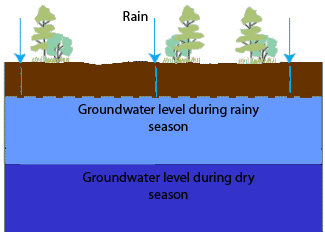 Rain
Groundwater level during rainy
season
Groundwater level during dry
season